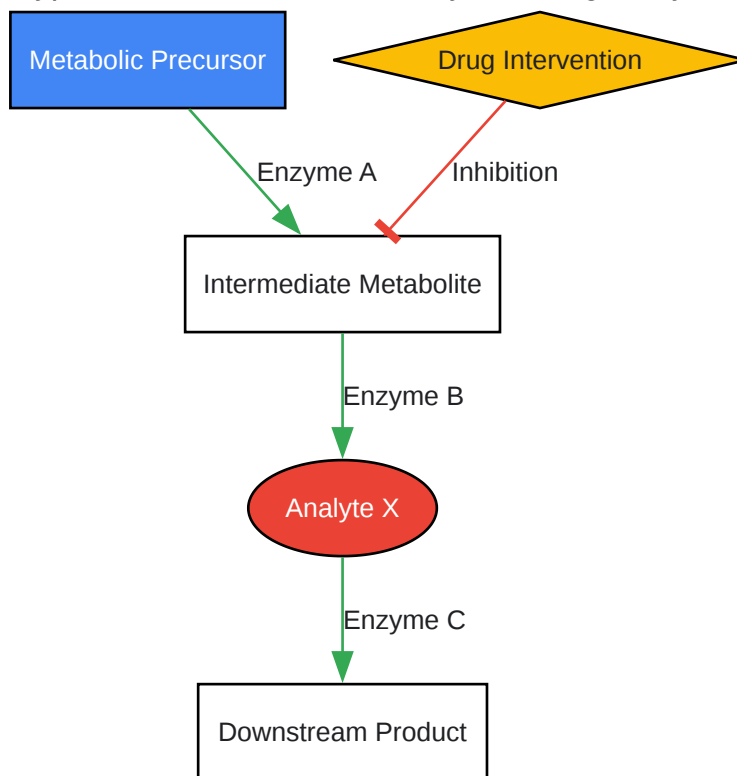 Metabolic Precursor
Drug Intervention
Enzyme A
Inhibition
Intermediate Metabolite
Enzyme B
Analyte X
Enzyme C
Downstream Product